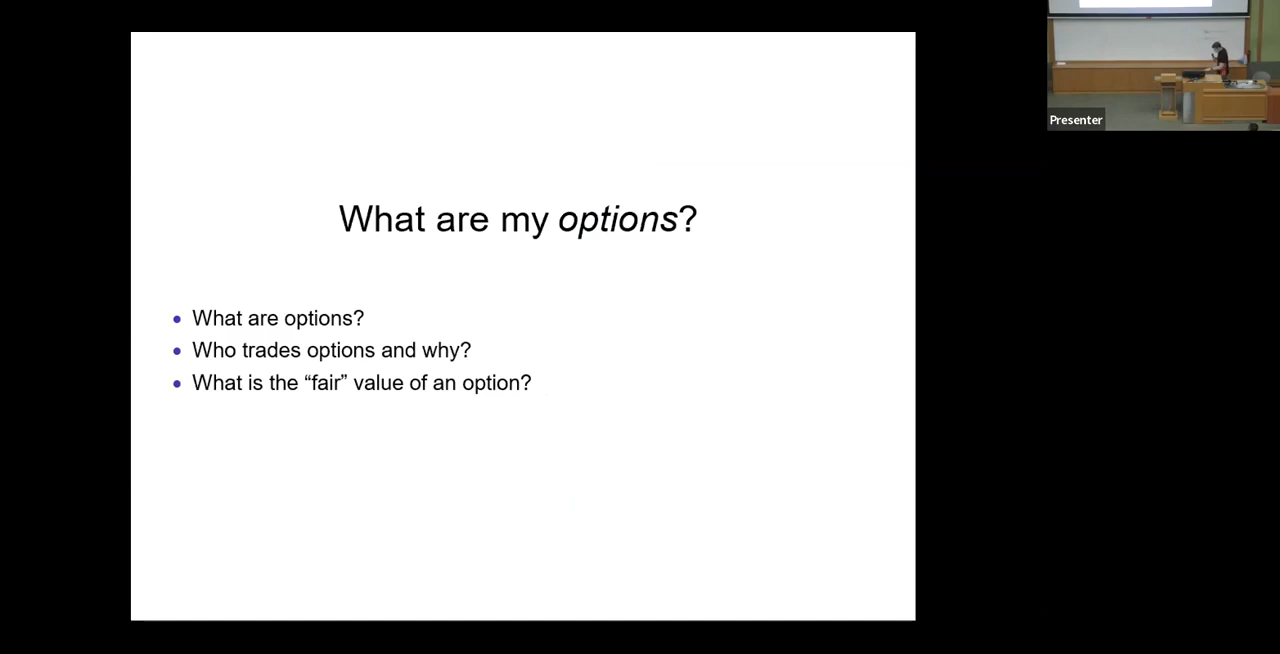 What are my options?
What are options?
Who trades options and why?
What is the “fair” value of an option?
Presenter